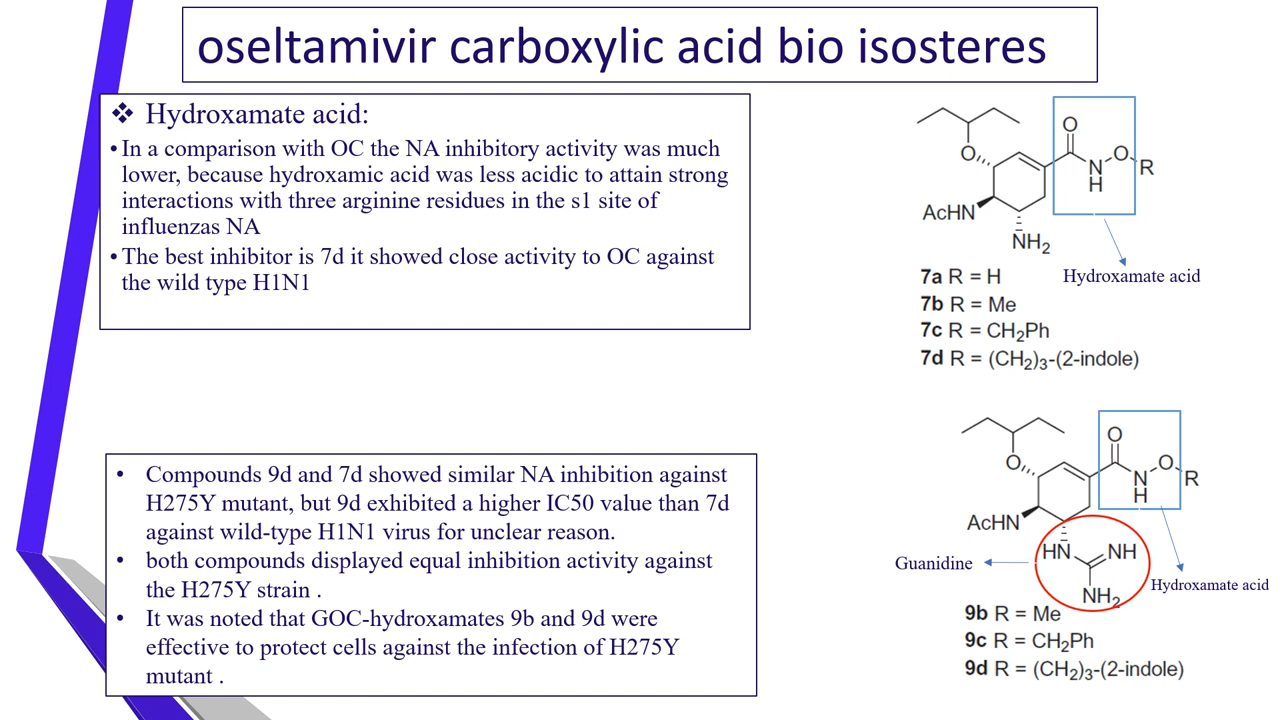 oseltamivir carboxylic acid bio isosteres
❖ Hydroxamate acid:
• In a comparison with OC the NA inhibitory activity was much
lower, because hydroxamic acid was less acidic to attain strong
interactions with three arginine residues in the s1 site of
influenzas NA
• The best inhibitor is 7d it showed close activity to OC against
the wild type H1N1
O
O
N
H
O
R
AcHN
NH2
Hydroxamate acid
7a R = H
7b R = Me
7c R = CH2Ph
7d R = (CH2)3-(2-indole)
• Compounds 9d and 7d showed similar NA inhibition against
H275Y mutant, but 9d exhibited a higher IC50 value than 7d
against wild-type H1N1 virus for unclear reason.
• both compounds displayed equal inhibition activity against
the H275Y strain .
• It was noted that GOC-hydroxamates 9b and 9d were
effective to protect cells against the infection of H275Y
mutant .
O
O
N
H
O
R
AcHN
HN
NH
NH2
Guanidine
Hydroxamate acid
9b R = Me
9c R = CH2Ph
9d R = (CH2)3-(2-indole)